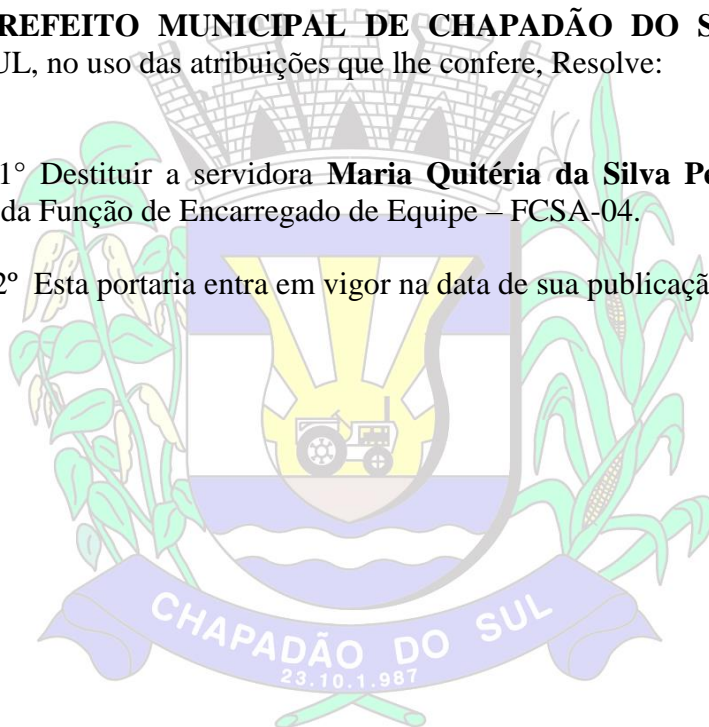 REFEITO MUNICIPAL DE CHAPADÃO DO S
UL, no uso das atribuições que lhe confere, Resolve:
1° Destituir a servidora Maria Quitéria da Silva Pe
da Função de Encarregado de Equipe – FCSA-04.
2º Esta portaria entra em vigor na data de sua publicaçã
CHAPADÃO DO SUL
23.10.1.987